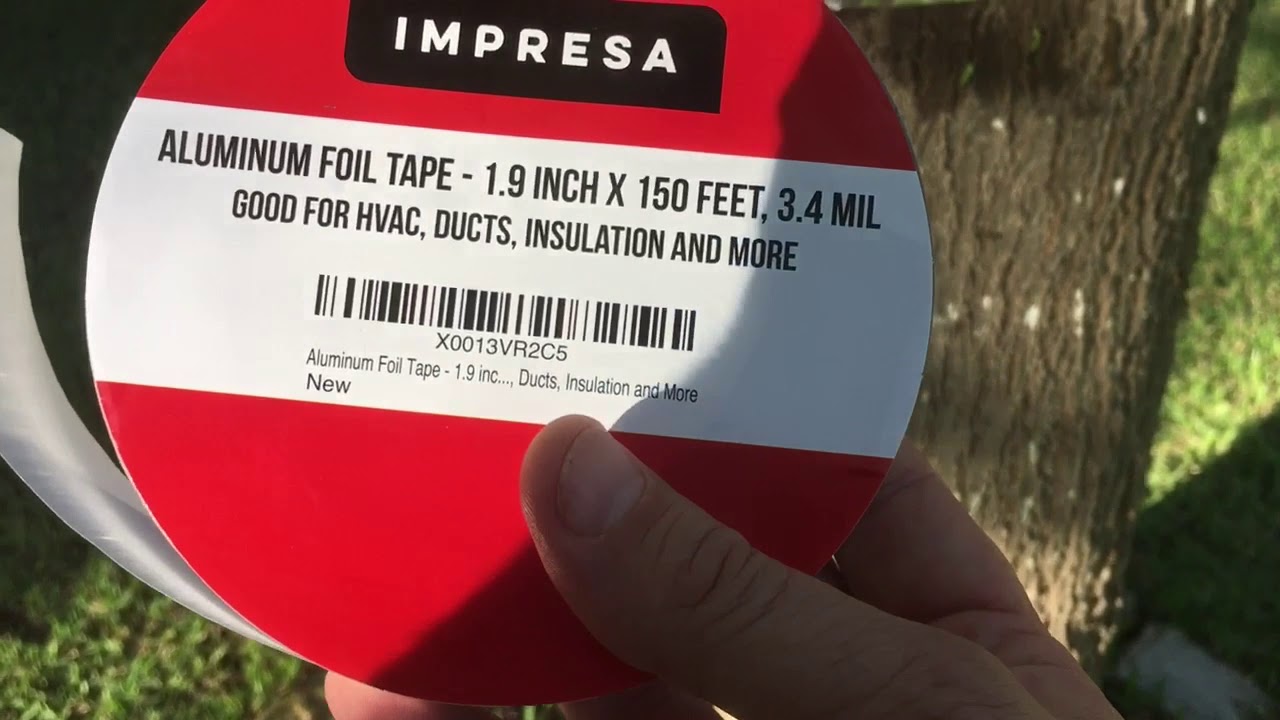 IMPRESA
ALUMINUM FOIL TAPE - 1.9 INCH X 150 FEET, 3.4 MIL
GOOD FOR HVAC, DUCTS, INSULATION AND MORE
X0013VR2C5
Aluminum Foil Tape - 1.9 inc..., Ducts, Insulation and More
New